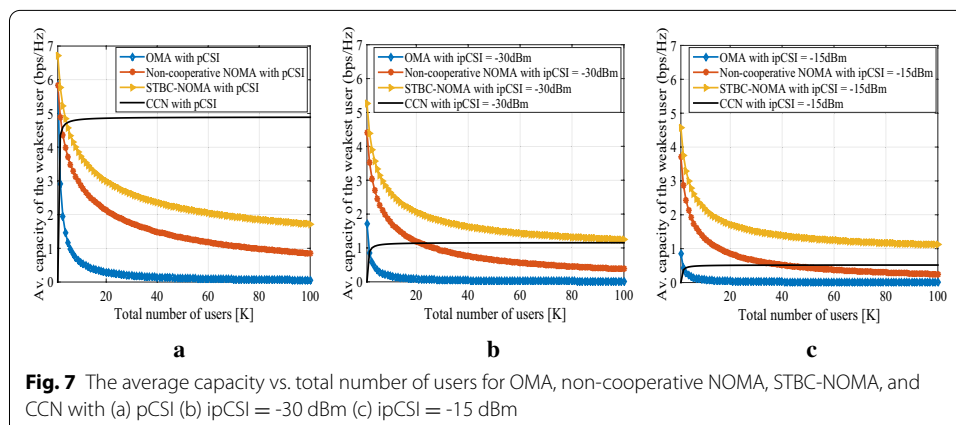 Av. capacity of the weakest user (bps/Hz)
7
6
5
4
3
2
1
0
OMA with pCSI
Non-cooperative NOMA with pCSI
STBC-NOMA with pCSI
CCN with pCSI
20 40 60 80 100
Total number of users [K]
a
Av. capacity of the weakest user (bps/Hz)
7
6
5
4
3
2
1
0
OMA with ipCSI = -30dBm
Non-cooperative NOMA with ipCSI = -30dBm
STBC-NOMA with ipCSI = -30dBm
CCN with ipCSI = -30dBm
20 40 60 80 100
Total number of users [K]
b
Av. capacity of the weakest user (bps/Hz)
7
6
5
4
3
2
1
0
OMA with ipCSI = -15dBm
Non-cooperative NOMA with ipCSI = -15dBm
STBC-NOMA with ipCSI = -15dBm
CCN with ipCSI = -15dBm
20 40 60 80 100
Total number of users [K]
c
Fig. 7 The average capacity vs. total number of users for OMA, non-cooperative NOMA, STBC-NOMA, and
CCN with (a) pCSI (b) ipCSI = -30 dBm (c) ipCSI = -15 dBm